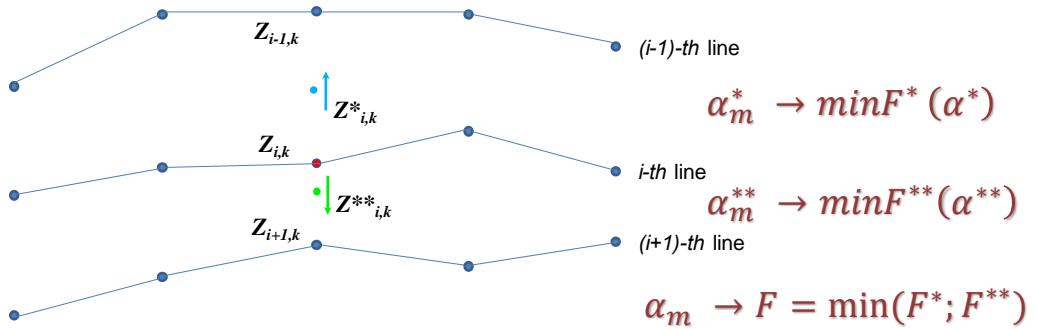 Z_{i-1,k}
(i-1)-th line
α*_m → minF* (α*)
Z*_{i,k}
Z_{i,k}
i-th line
α**_m → minF**(α**)
Z**_{i,k}
Z_{i+1,k}
(i+1)-th line
α_m → F = min(F*; F**)